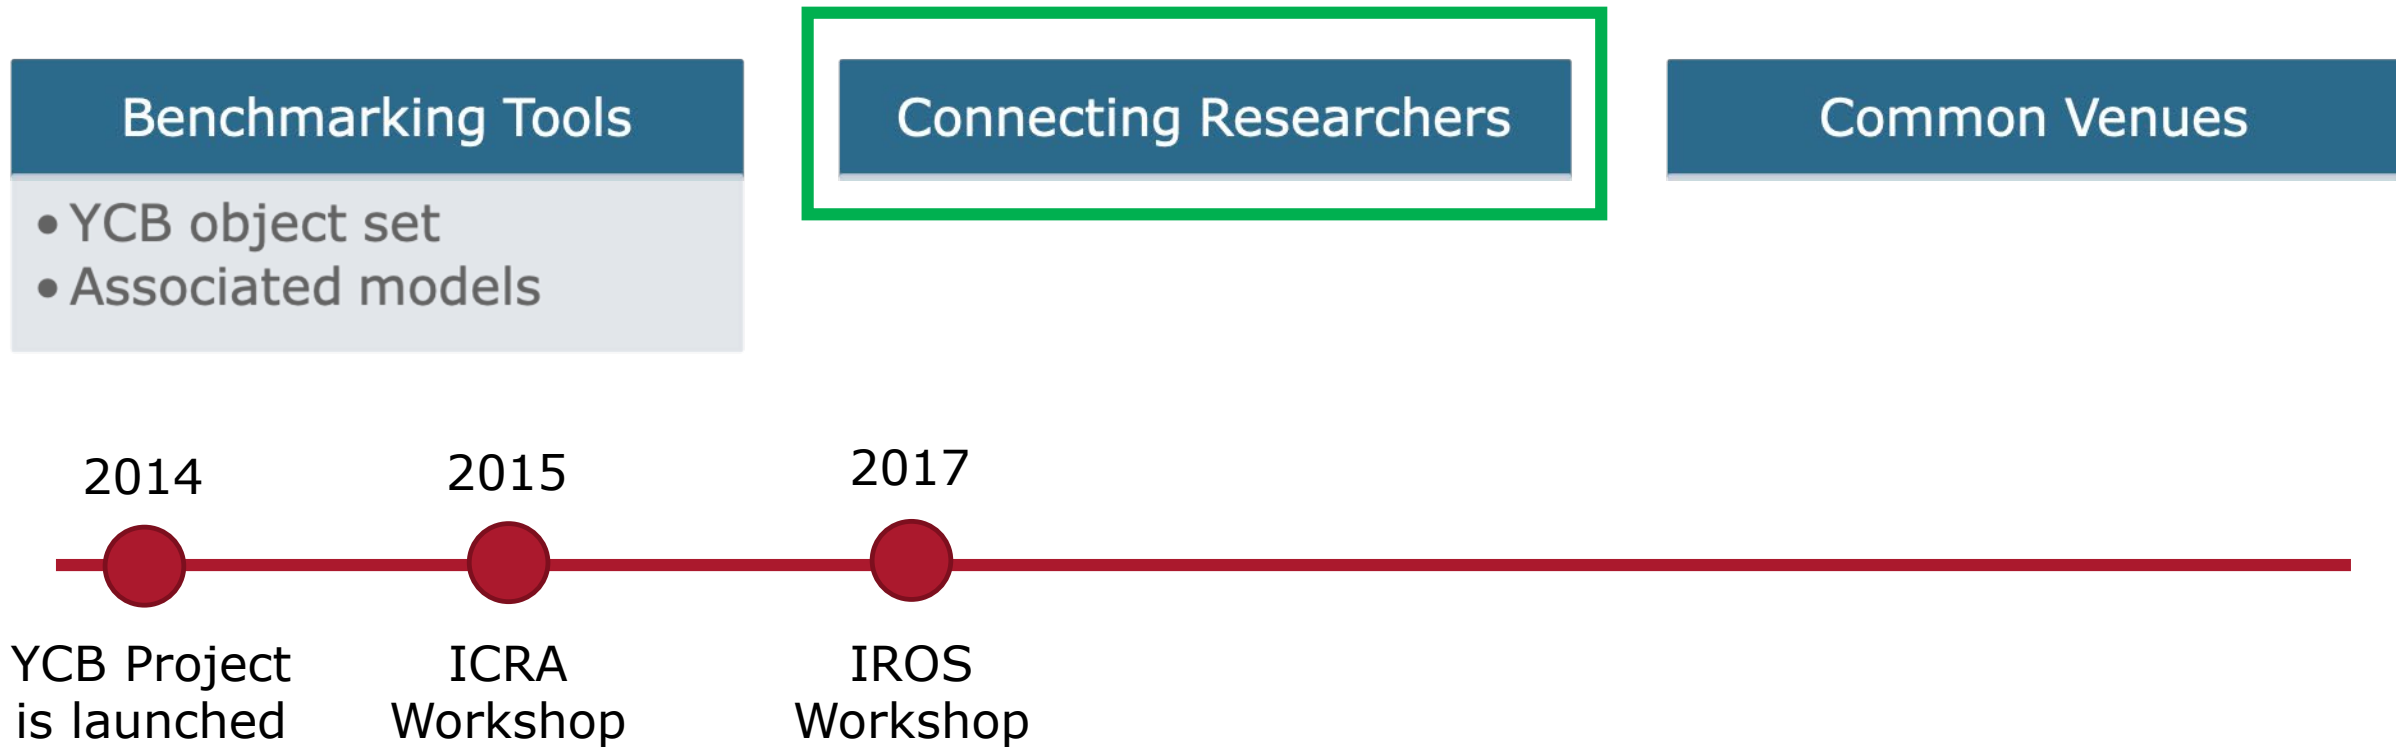 Benchmarking Tools
• YCB object set
• Associated models
Connecting Researchers
Common Venues
2014
YCB Project
is launched
2015
ICRA
Workshop
2017
IROS
Workshop